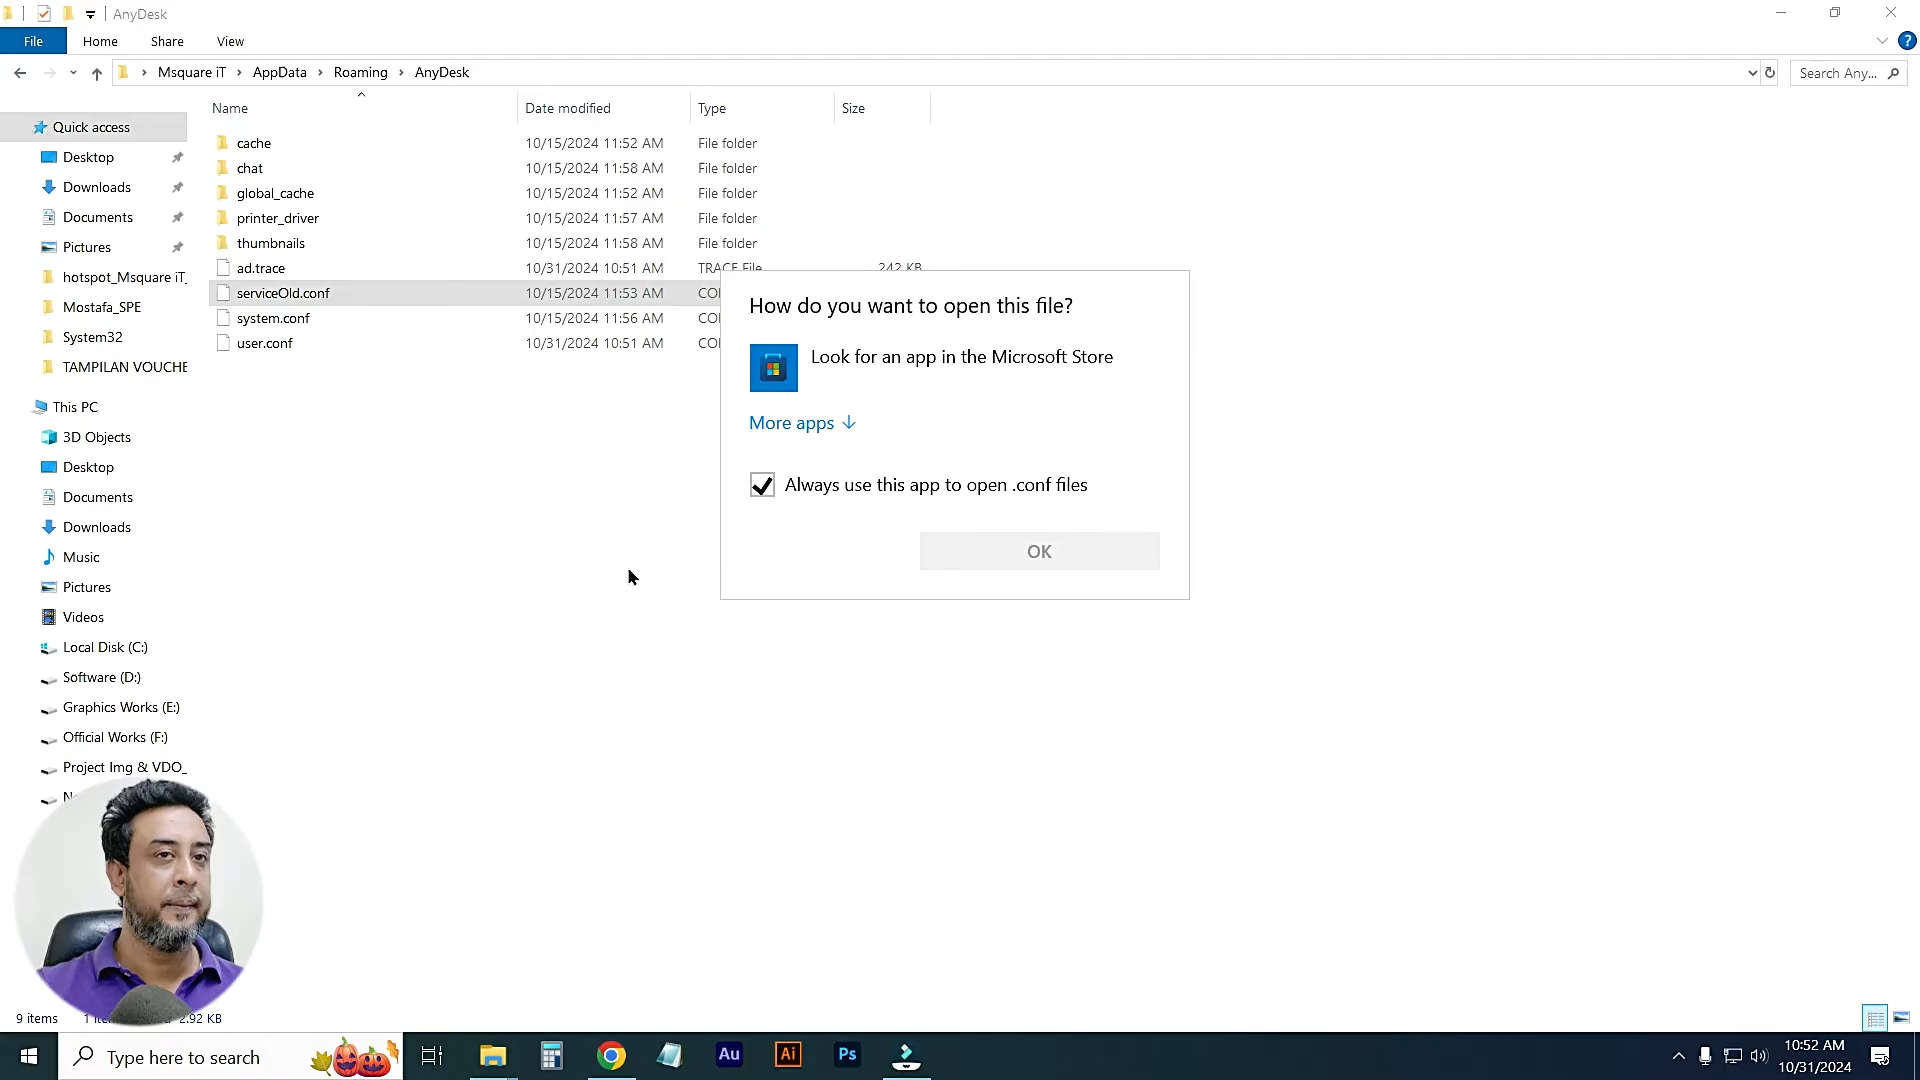 AnyDesk
File Home Share View
Msquare iT AppData Roaming AnyDesk
Search Any...
Name Date modified Type Size
Quick access
Desktop
Downloads
Documents
Pictures
hotspot_Msquare iT_
Mostafa_SPE
System32
TAMPILAN VOUCHE
This PC
3D Objects
Desktop
Documents
Downloads
Music
Pictures
Videos
Local Disk (C:)
Software (D:)
Graphics Works (E:)
Official Works (F:)
Project Img & VDO_
cache 10/15/2024 11:52 AM File folder
chat 10/15/2024 11:58 AM File folder
global_cache 10/15/2024 11:52 AM File folder
printer_driver 10/15/2024 11:57 AM File folder
thumbnails 10/15/2024 11:58 AM File folder
ad.trace 10/31/2024 10:51 AM TRACE File 242 KB
serviceOld.conf 10/15/2024 11:53 AM CO
system.conf 10/15/2024 11:56 AM CO
user.conf 10/31/2024 10:51 AM CO
How do you want to open this file?
Look for an app in the Microsoft Store
More apps
Always use this app to open .conf files
OK
9 items 2.92 KB
Type here to search
Au
Ai
Ps
10:52 AM
10/31/2024